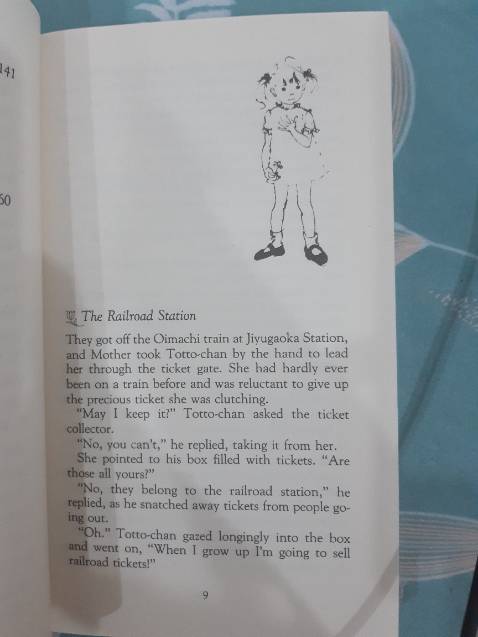 141
60
The Railroad Station
They got off the Oimachi train at Jiyugaoka Station,
and Mother took Totto-chan by the hand to lead
her through the ticket gate. She had hardly ever
been on a train before and was reluctant to give up
the precious ticket she was clutching.
“May I keep it?” Totto-chan asked the ticket
collector.
“No, you can’t,” he replied, taking it from her.
She pointed to his box filled with tickets. “Are
those all yours?”
“No, they belong to the railroad station,” he
replied, as he snatched away tickets from people go-
ing out.
“Oh.” Totto-chan gazed longingly into the box
and went on, “When I grow up I’m going to sell
railroad tickets!”
9